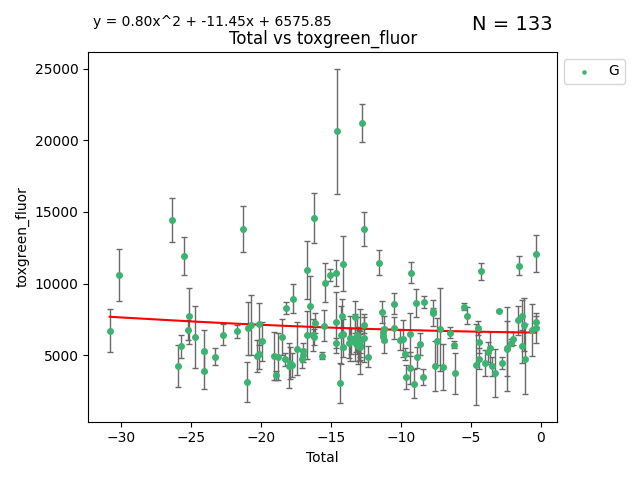 y = 0.80x^2 + -11.45x + 6575.85
N = 133
Total vs toxgreen_fluor
25000
20000
15000
10000
5000
toxgreen_fluor
−30
−25
−20
−15
−10
−5
0
Total
G